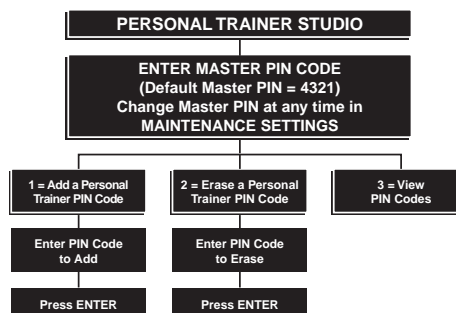 PERSONAL TRAINER STUDIO
ENTER MASTER PIN CODE
(Default Master PIN = 4321)
Change Master PIN at any time in
MAINTENANCE SETTINGS
1 = Add a Personal
Trainer PIN Code
2 = Erase a Personal
Trainer PIN Code
3 = View
PIN Codes
Enter PIN Code
to Add
Enter PIN Code
to Erase
Press ENTER
Press ENTER